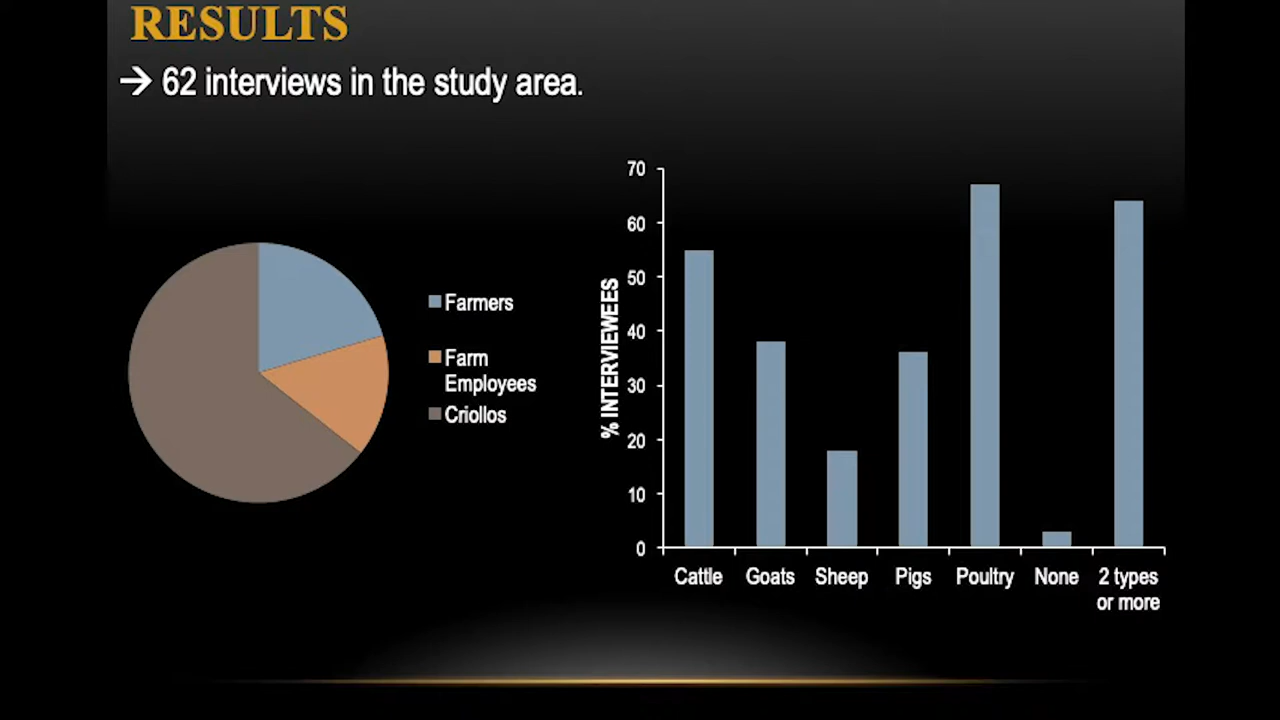 RESULTS
→ 62 interviews in the study area.
Farmers
Farm
Employees
Criollos
% INTERVIEWEES
70
60
50
40
30
20
10
0
Cattle
Goats
Sheep
Pigs
Poultry
None
2 types
or more